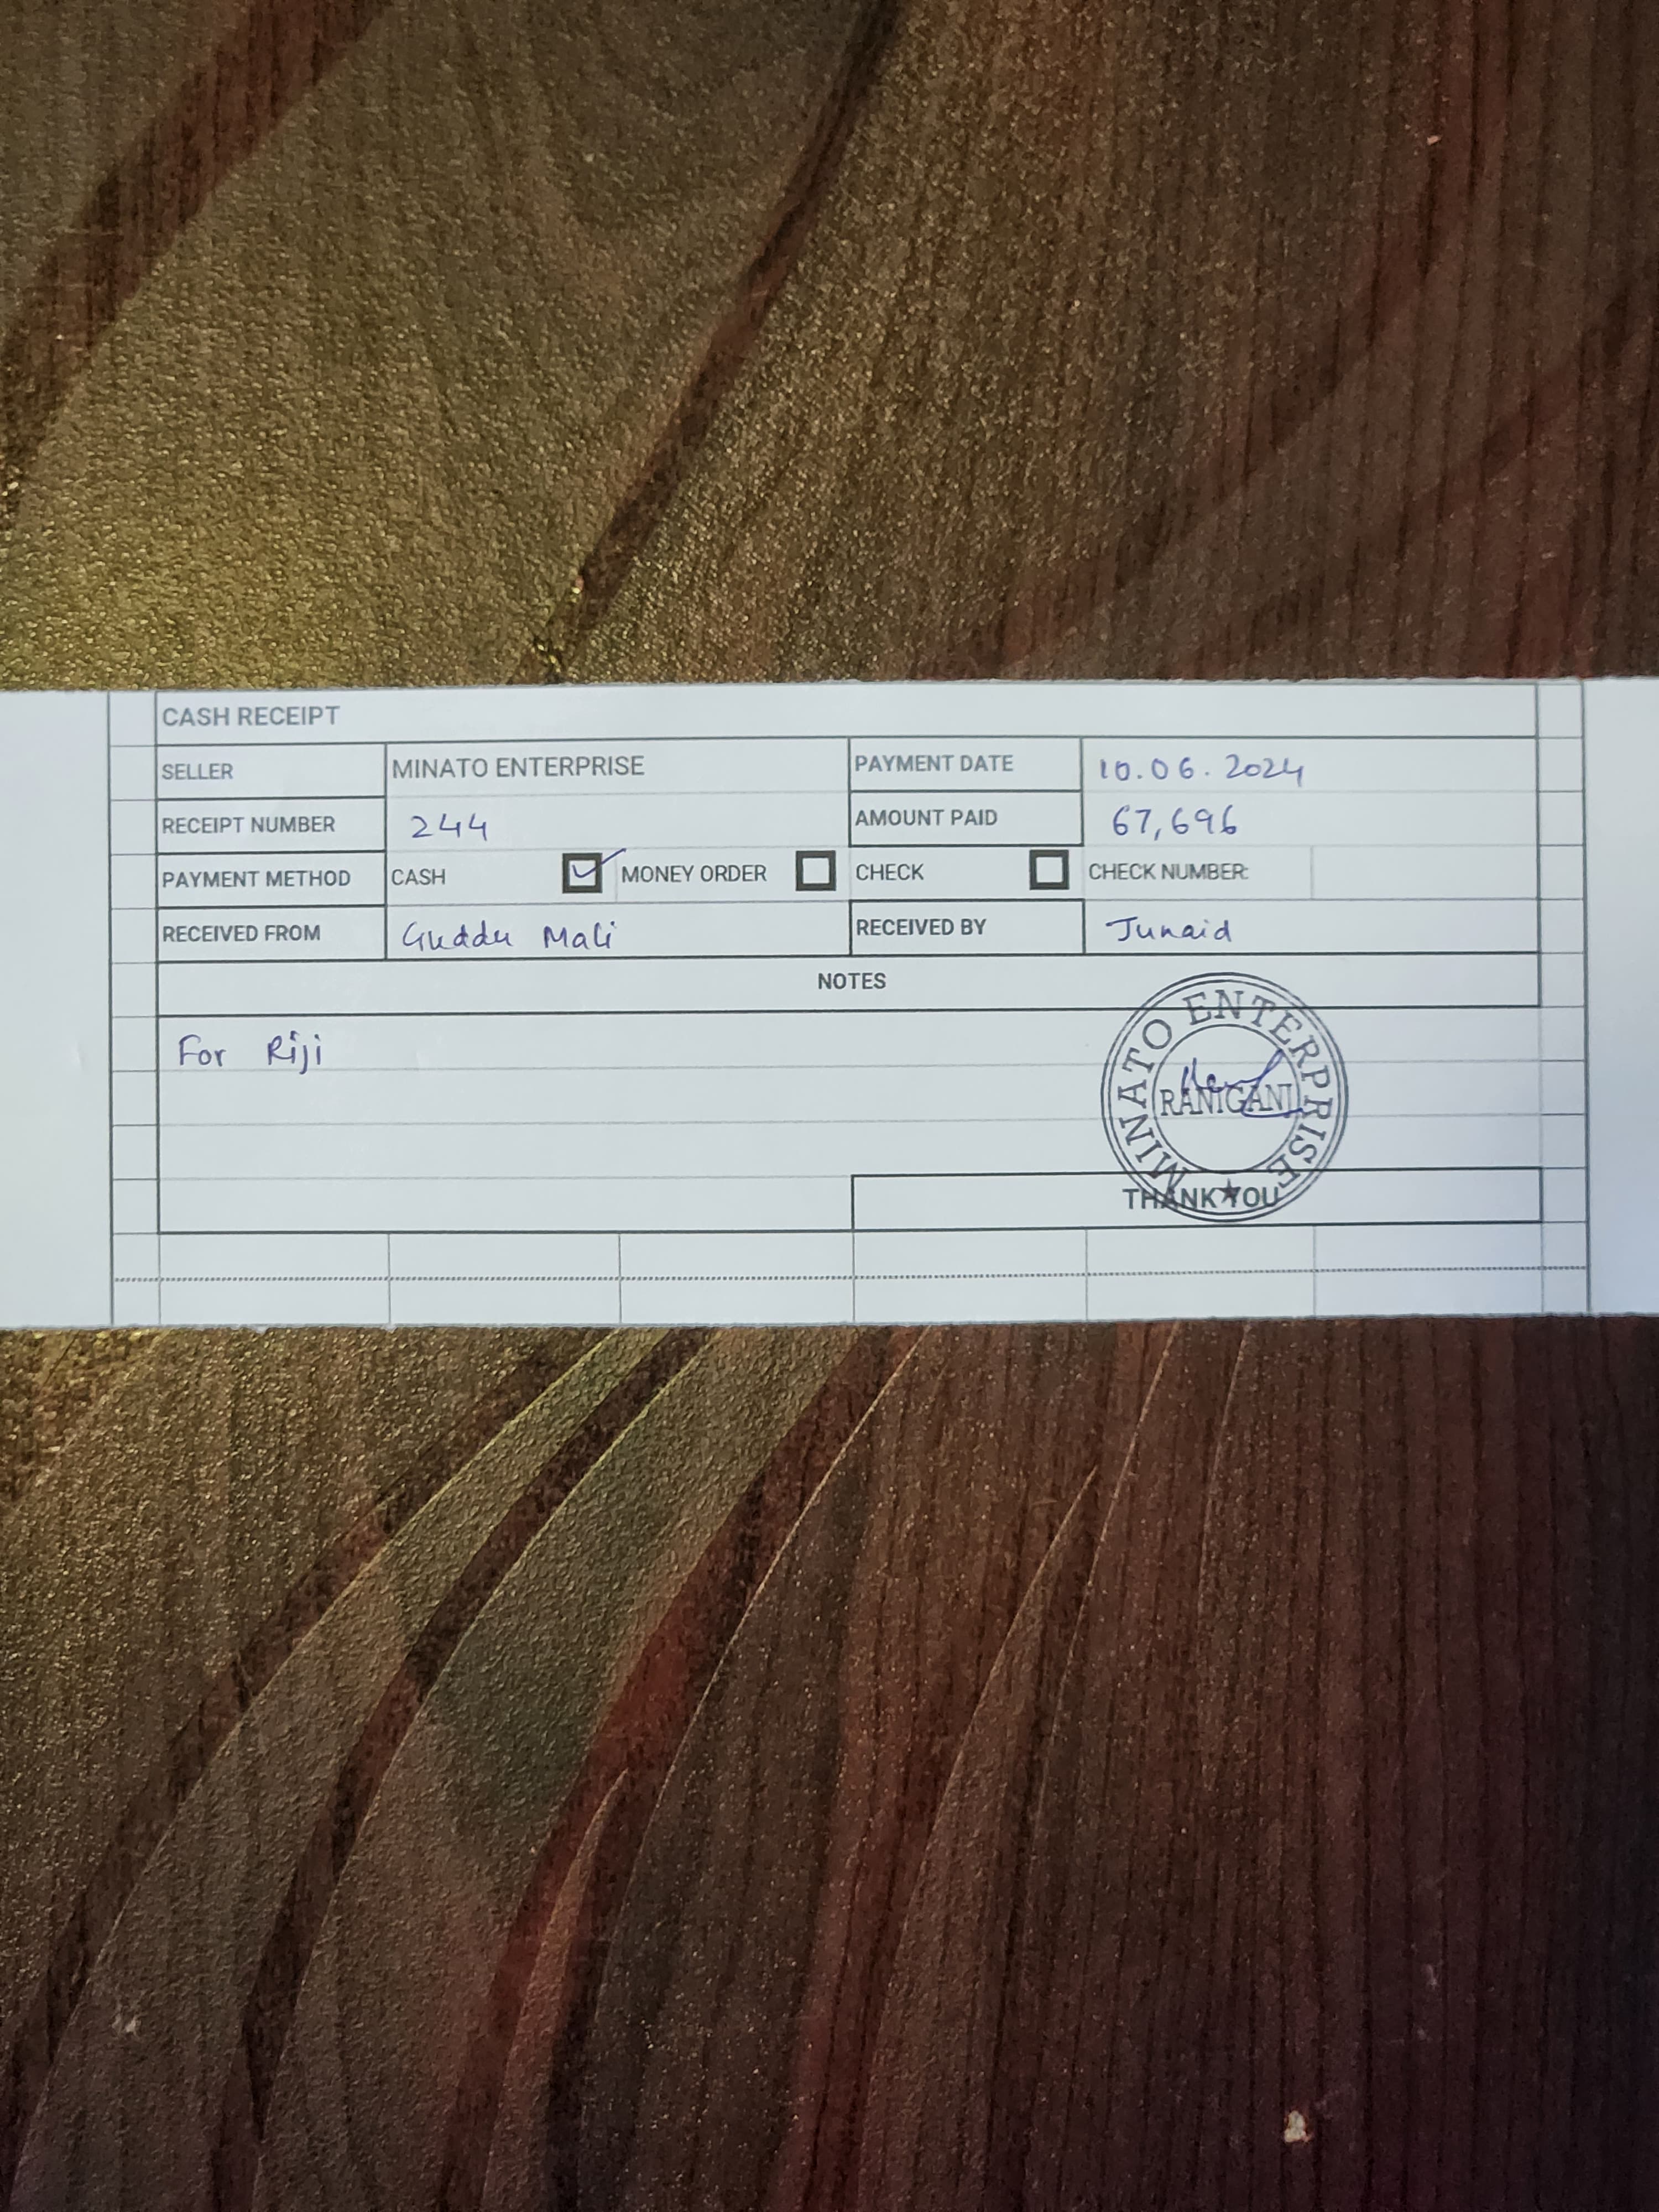 CASH RECEIPT
SELLER MINATO ENTERPRISE PAYMENT DATE 10.06.2024
RECEIPT NUMBER 244 AMOUNT PAID 67,696
PAYMENT METHOD CASH MONEY ORDER CHECK CHECK NUMBER:
RECEIVED FROM Guddu Mali RECEIVED BY Junaid
NOTES
For Riji
MINATO ENTERPRISE
RANIGANJ
THANK YOU